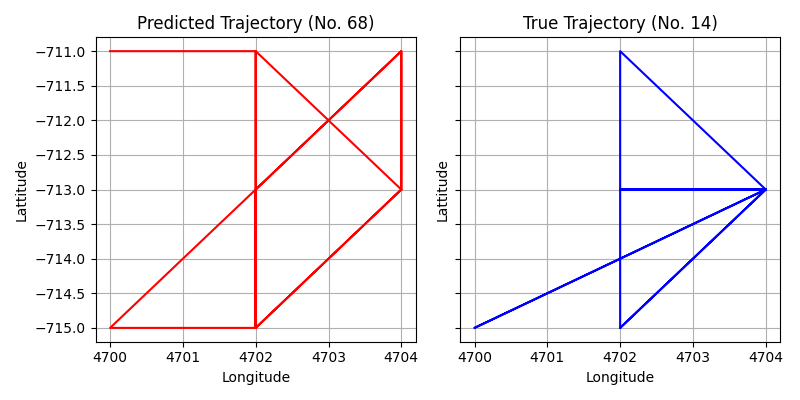 Predicted Trajectory (No. 68)
True Trajectory (No. 14)
−711.0
−711.5
−712.0
−712.5
−713.0
−713.5
−714.0
−714.5
−715.0
Lattitude
Lattitude
4700 4701 4702 4703 4704
4700 4701 4702 4703 4704
Longitude
Longitude